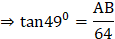 ⇒ tan49⁰ = AB/64